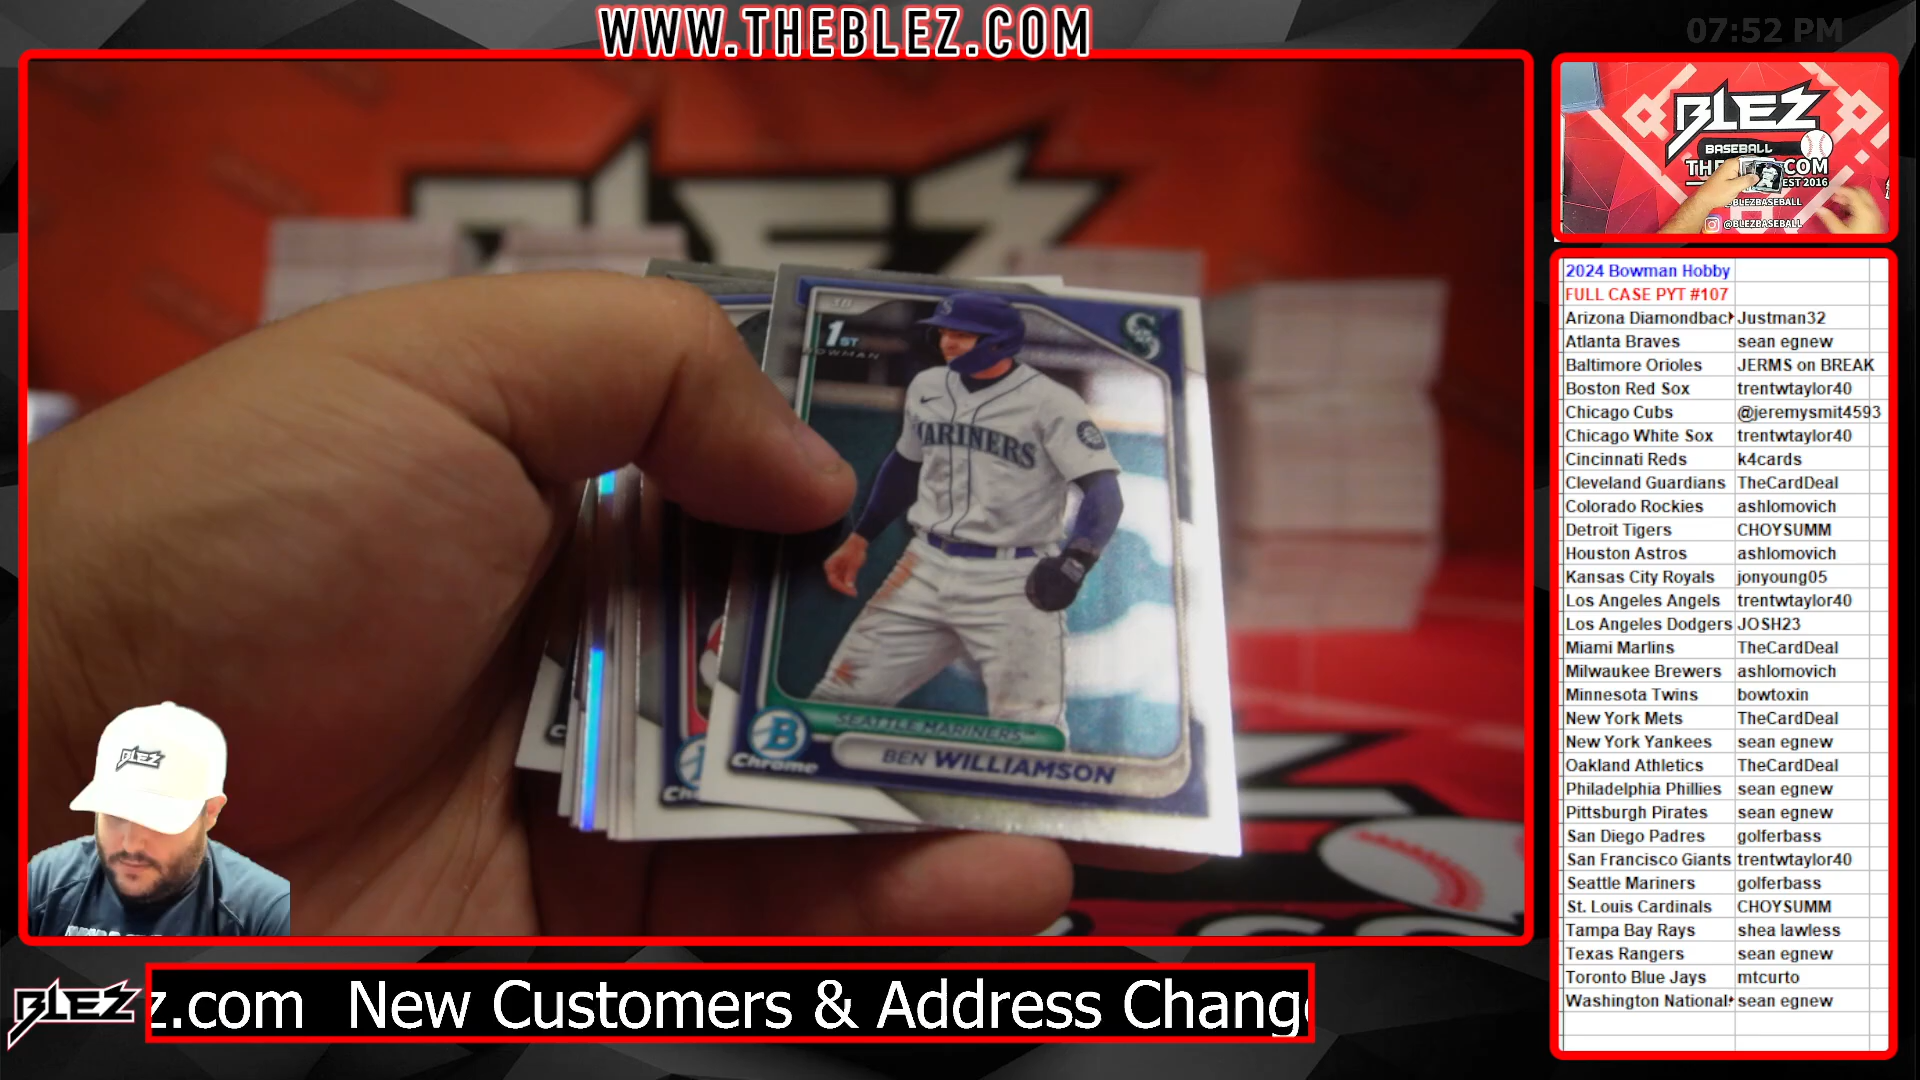 WWW.THEBLEZ.COM
07:52 PM
BLEZ
1ST
BOWMAN
S
MARINERS
SEATTLE MARINERS
BEN WILLIAMSON
B
Chrome
BLEZ
BLEZ
BASEBALL
COM
EST 2016
@BLEZBASEBALL
@BLEZBASEBALL
2024 Bowman Hobby
FULL CASE PYT #107
Arizona Diamondbac Justman32
Atlanta Braves sean egnew
Baltimore Orioles JERMS on BREAK
Boston Red Sox trentwtaylor40
Chicago Cubs @jeremysmit4593
Chicago White Sox trentwtaylor40
Cincinnati Reds k4cards
Cleveland Guardians TheCardDeal
Colorado Rockies ashlomovich
Detroit Tigers CHOYSUMM
Houston Astros ashlomovich
Kansas City Royals jonyoung05
Los Angeles Angels trentwtaylor40
Los Angeles Dodgers JOSH23
Miami Marlins TheCardDeal
Milwaukee Brewers ashlomovich
Minnesota Twins bowtoxin
New York Mets TheCardDeal
New York Yankees sean egnew
Oakland Athletics TheCardDeal
Philadelphia Phillies sean egnew
Pittsburgh Pirates sean egnew
San Diego Padres golferbass
San Francisco Giants trentwtaylor40
Seattle Mariners golferbass
St. Louis Cardinals CHOYSUMM
Tampa Bay Rays shea lawless
Texas Rangers sean egnew
Toronto Blue Jays mtcurto
Washington National sean egnew
BLEZ
z.com New Customers & Address Chang